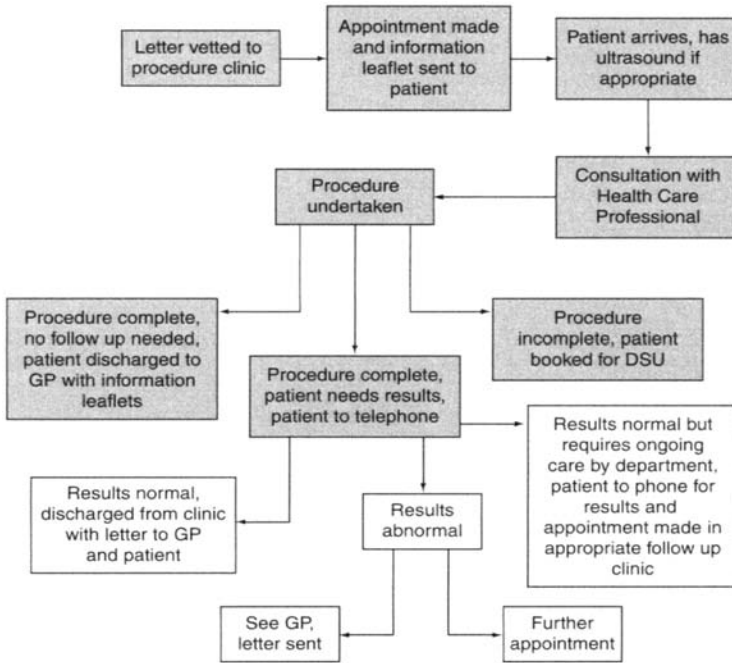 Letter vetted to
procedure clinic
Appointment made
and information
leaflet sent to
patient
Patient arrives, has
ultrasound if
appropriate
Consultation with
Health Care
Professional
Procedure
undertaken
Procedure complete,
no follow up needed,
patient discharged to
GP with information
leaflets
Procedure complete,
patient needs results,
patient to telephone
Procedure
incomplete, patient
booked for DSU
Results normal,
discharged from clinic
with letter to GP
and patient
Results
abnormal
Results normal but
requires ongoing
care by department,
patient to phone for
results and
appointment made in
appropriate follow up
clinic
See GP,
letter sent
Further
appointment